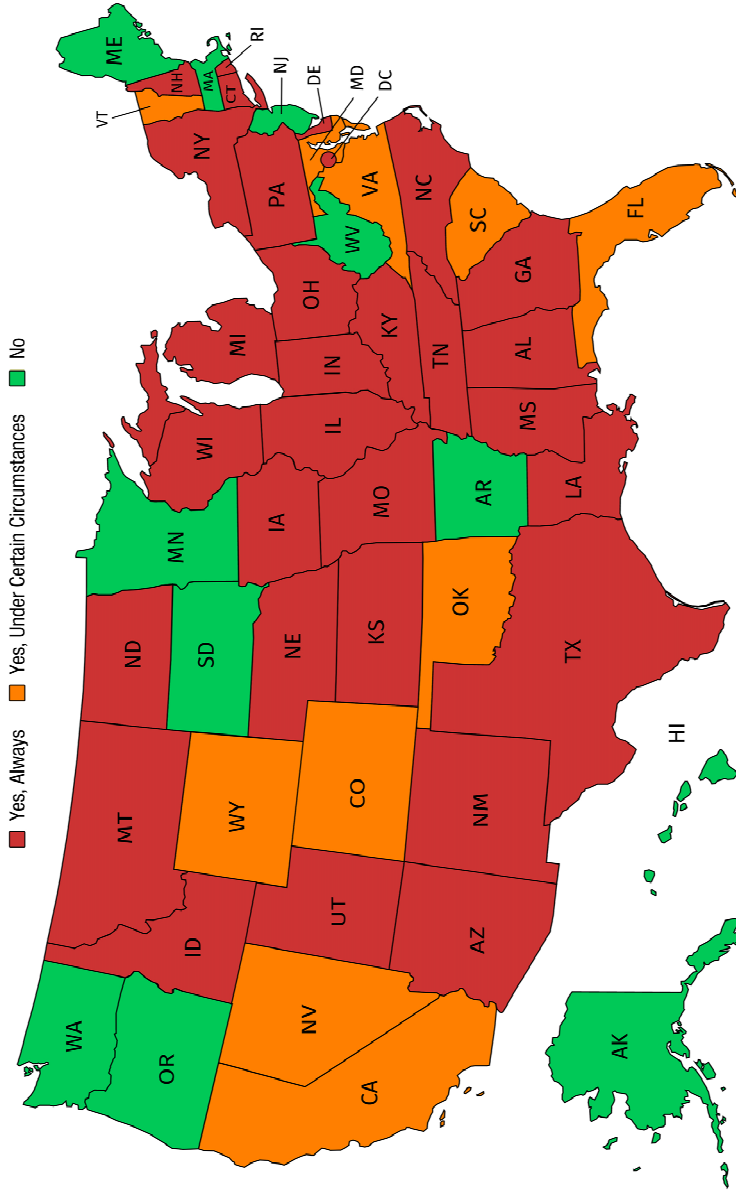 Yes, Always
Yes, Under Certain Circumstances
No
WA
OR
CA
NV
ID
MT
WY
UT
AZ
CO
NM
ND
SD
NE
KS
OK
TX
MN
IA
MO
AR
LA
WI
IL
MI
IN
OH
KY
TN
MS
AL
GA
FL
SC
NC
VA
WV
PA
NY
VT
NH
ME
MA
CT
RI
NJ
DE
MD
DC
AK
HI